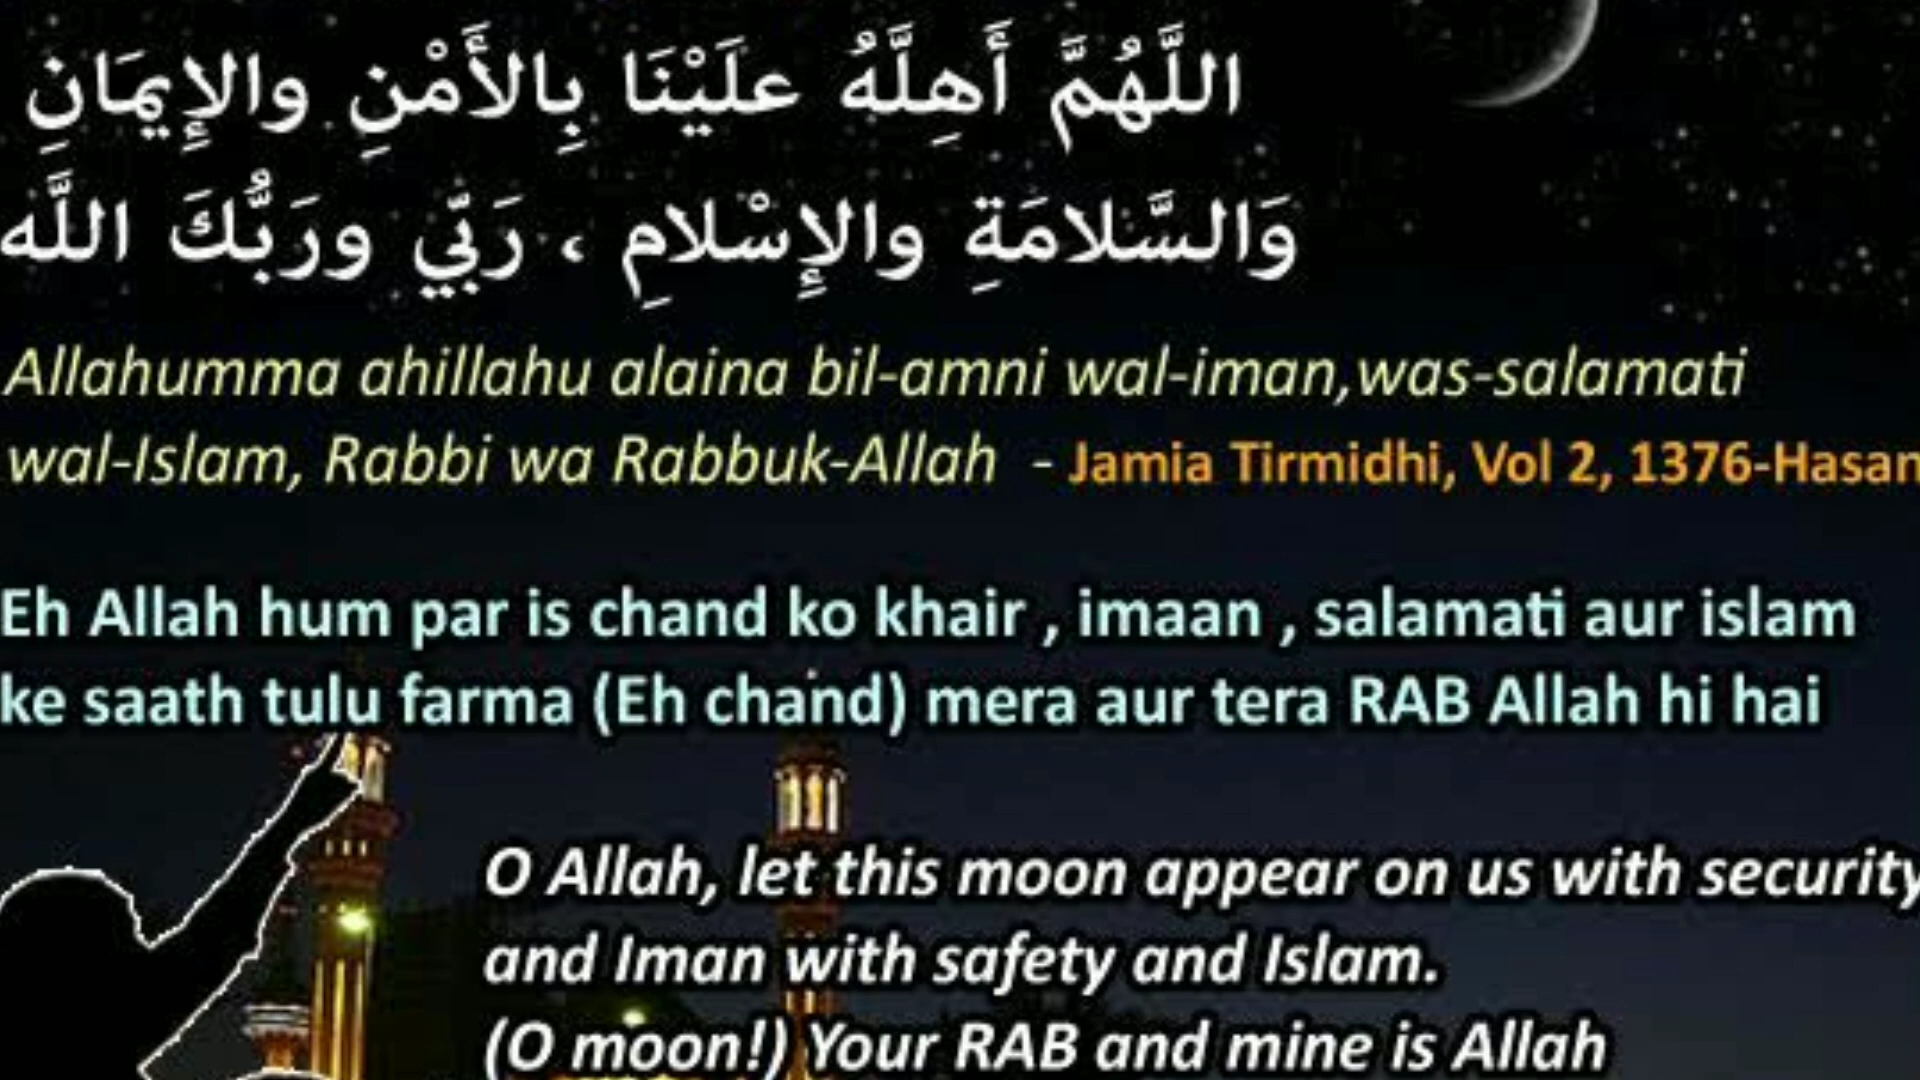 اللَّهُمَّ أَهِلَّهُ علَيْنَا بِالأَمْنِ والإِيمَانِ
وَالسَّلامَةِ والإِسْلامِ ، رَبِّي ورَبُّكَ اللَّه
Allahumma ahillahu alaina bil-amni wal-iman,was-salamati
wal-Islam, Rabbi wa Rabbuk-Allah - Jamia Tirmidhi, Vol 2, 1376-Hasan
Eh Allah hum par is chand ko khair , imaan , salamati aur islam
ke saath tulu farma (Eh chand) mera aur tera RAB Allah hi hai
O Allah, let this moon appear on us with security
and Iman with safety and Islam.
(O moon!) Your RAB and mine is Allah